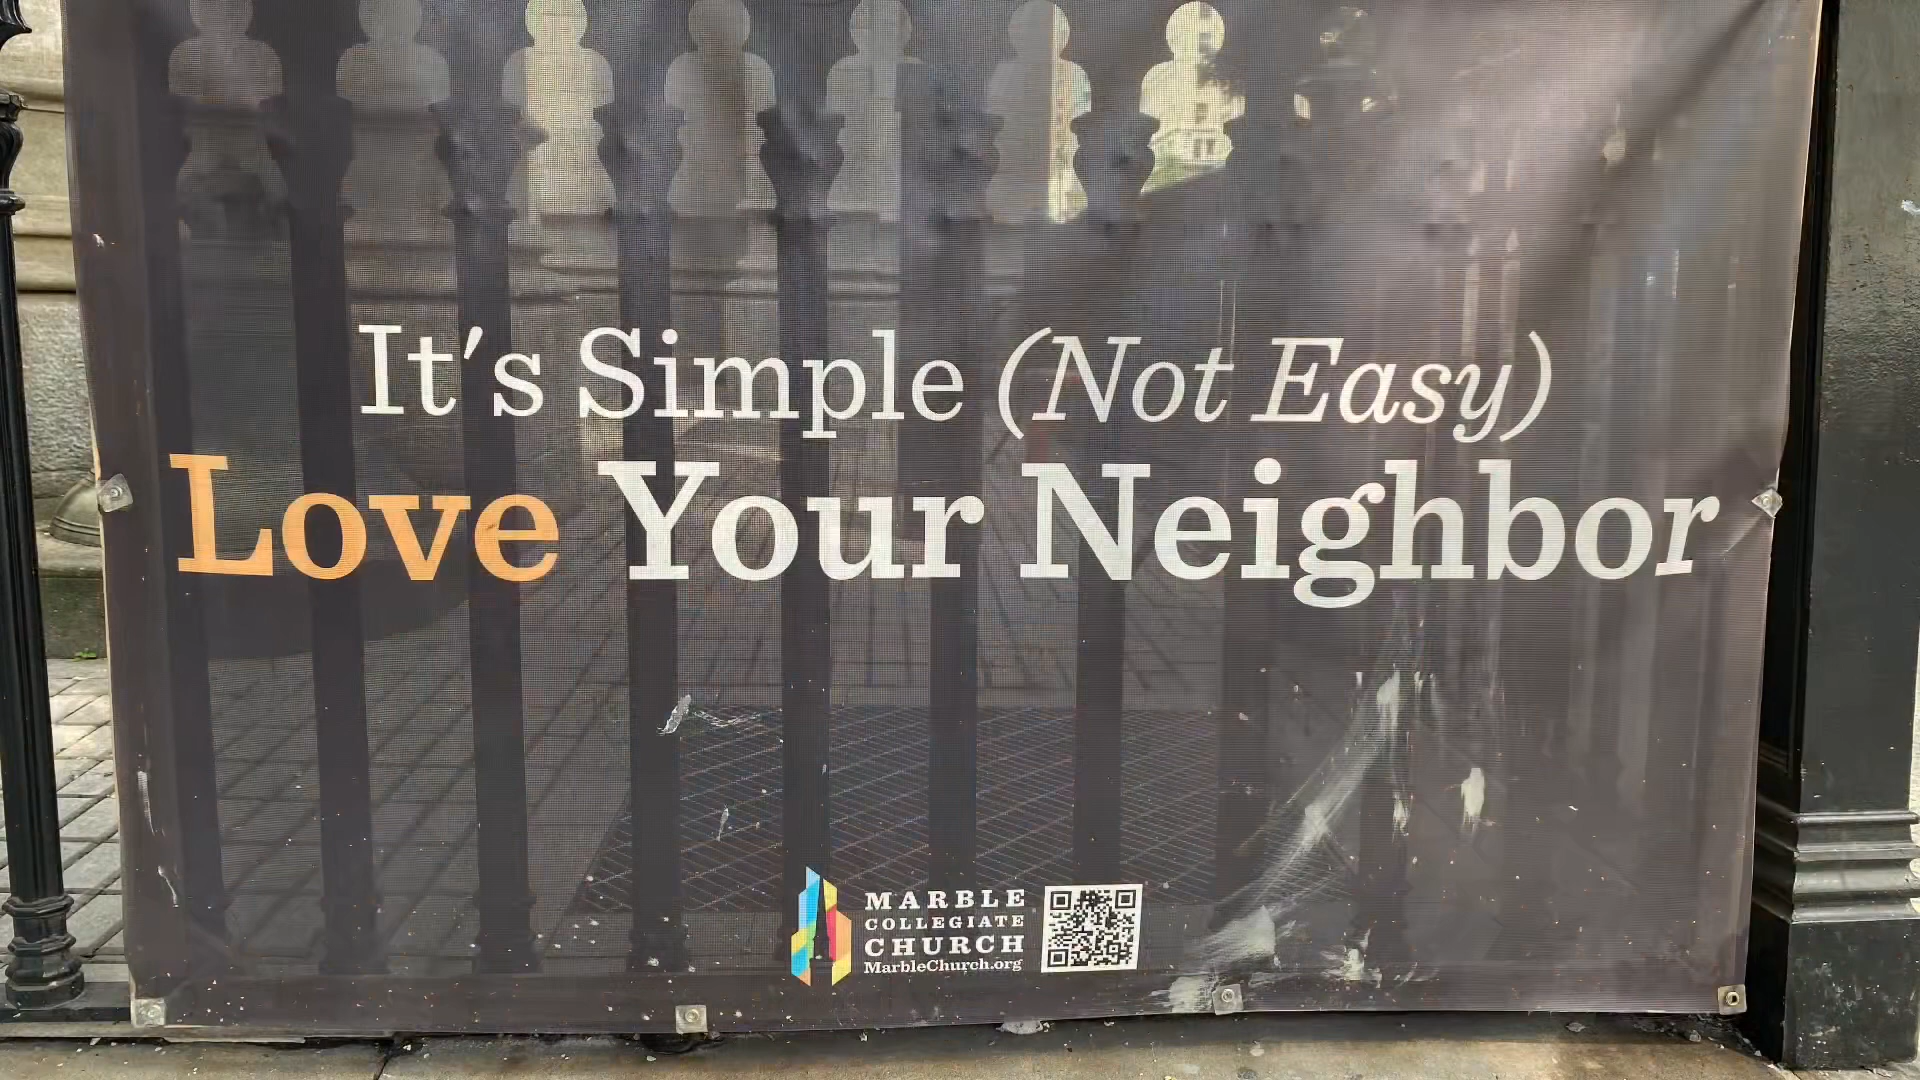 It's Simple (Not Easy)
Love Your Neighbor
MARBLE
COLLEGIATE
CHURCH
MarbleChurch.org